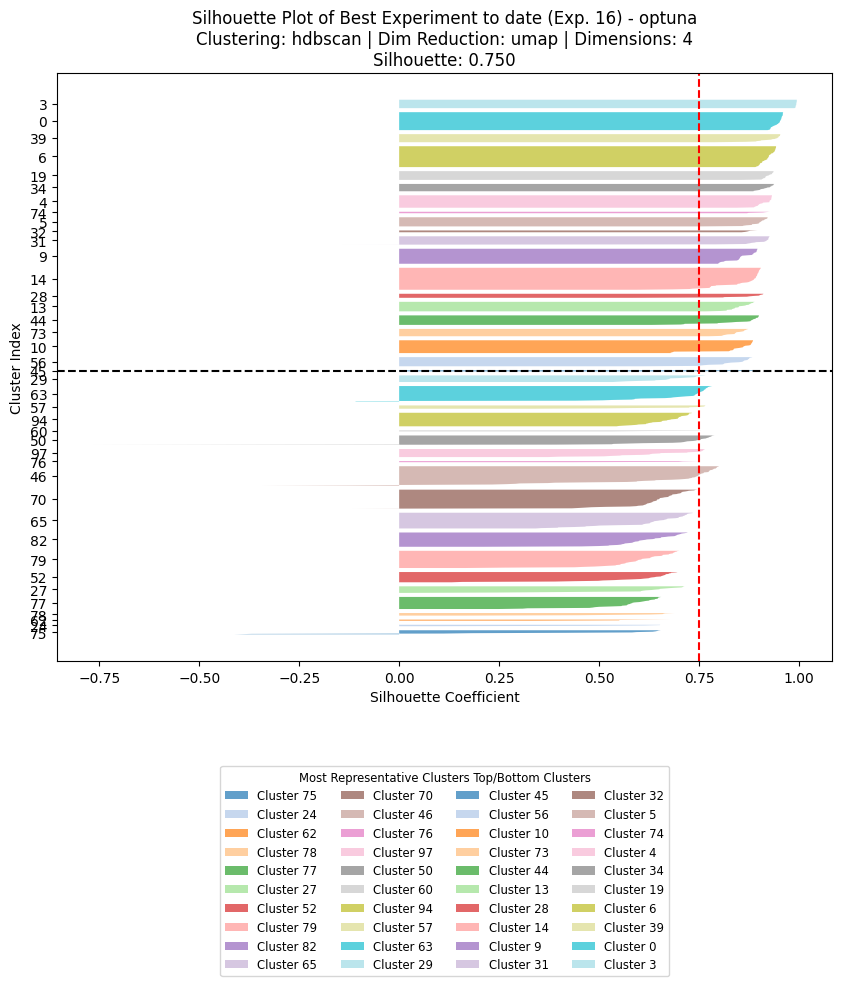 Silhouette Plot of Best Experiment to date (Exp. 16) - optuna
Clustering: hdbscan | Dim Reduction: umap | Dimensions: 4
Silhouette: 0.750
Cluster Index
3
0
39
6
19
34
4
74
5
32
31
9
14
28
13
44
73
10
56
45
29
63
57
94
60
50
97
76
46
70
65
82
79
52
27
77
78
62
24
75
−0.75 −0.50 −0.25 0.00 0.25 0.50 0.75 1.00
Silhouette Coefficient
Most Representative Clusters Top/Bottom Clusters
Cluster 75 Cluster 70 Cluster 45 Cluster 32
Cluster 24 Cluster 46 Cluster 56 Cluster 5
Cluster 62 Cluster 76 Cluster 10 Cluster 74
Cluster 78 Cluster 97 Cluster 73 Cluster 4
Cluster 77 Cluster 50 Cluster 44 Cluster 34
Cluster 27 Cluster 60 Cluster 13 Cluster 19
Cluster 52 Cluster 94 Cluster 28 Cluster 6
Cluster 79 Cluster 57 Cluster 14 Cluster 39
Cluster 82 Cluster 63 Cluster 9 Cluster 0
Cluster 65 Cluster 29 Cluster 31 Cluster 3